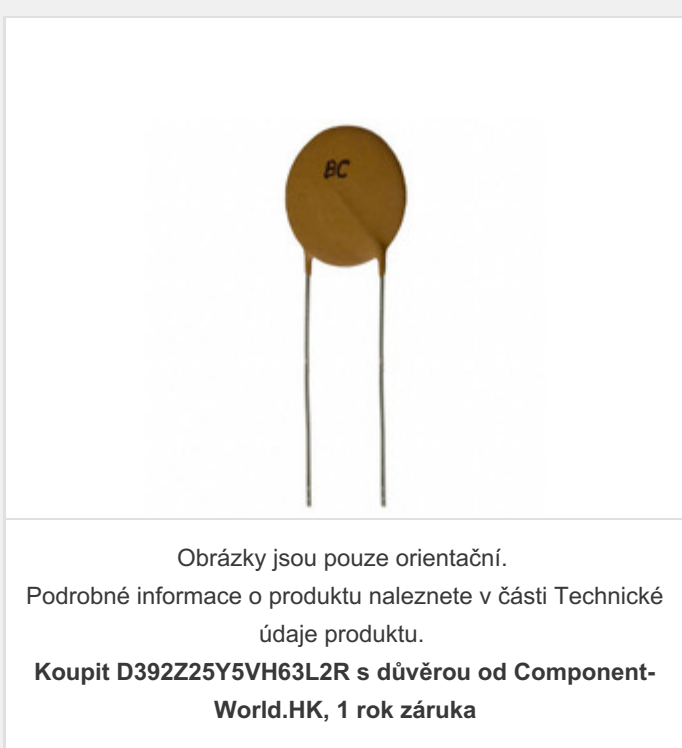 BC
Obrázky jsou pouze orientační.
Podrobné informace o produktu naleznete v části Technické
údaje produktu.
Koupit D392Z25Y5VH63L2R s důvěrou od Component-
World.HK, 1 rok záruka